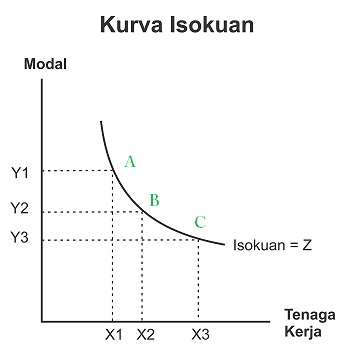 Kurva Isokuan
Modal
A
Y1
B
Y2
C
Y3
Isokuan = Z
Tenaga
Kerja
X1 X2 X3